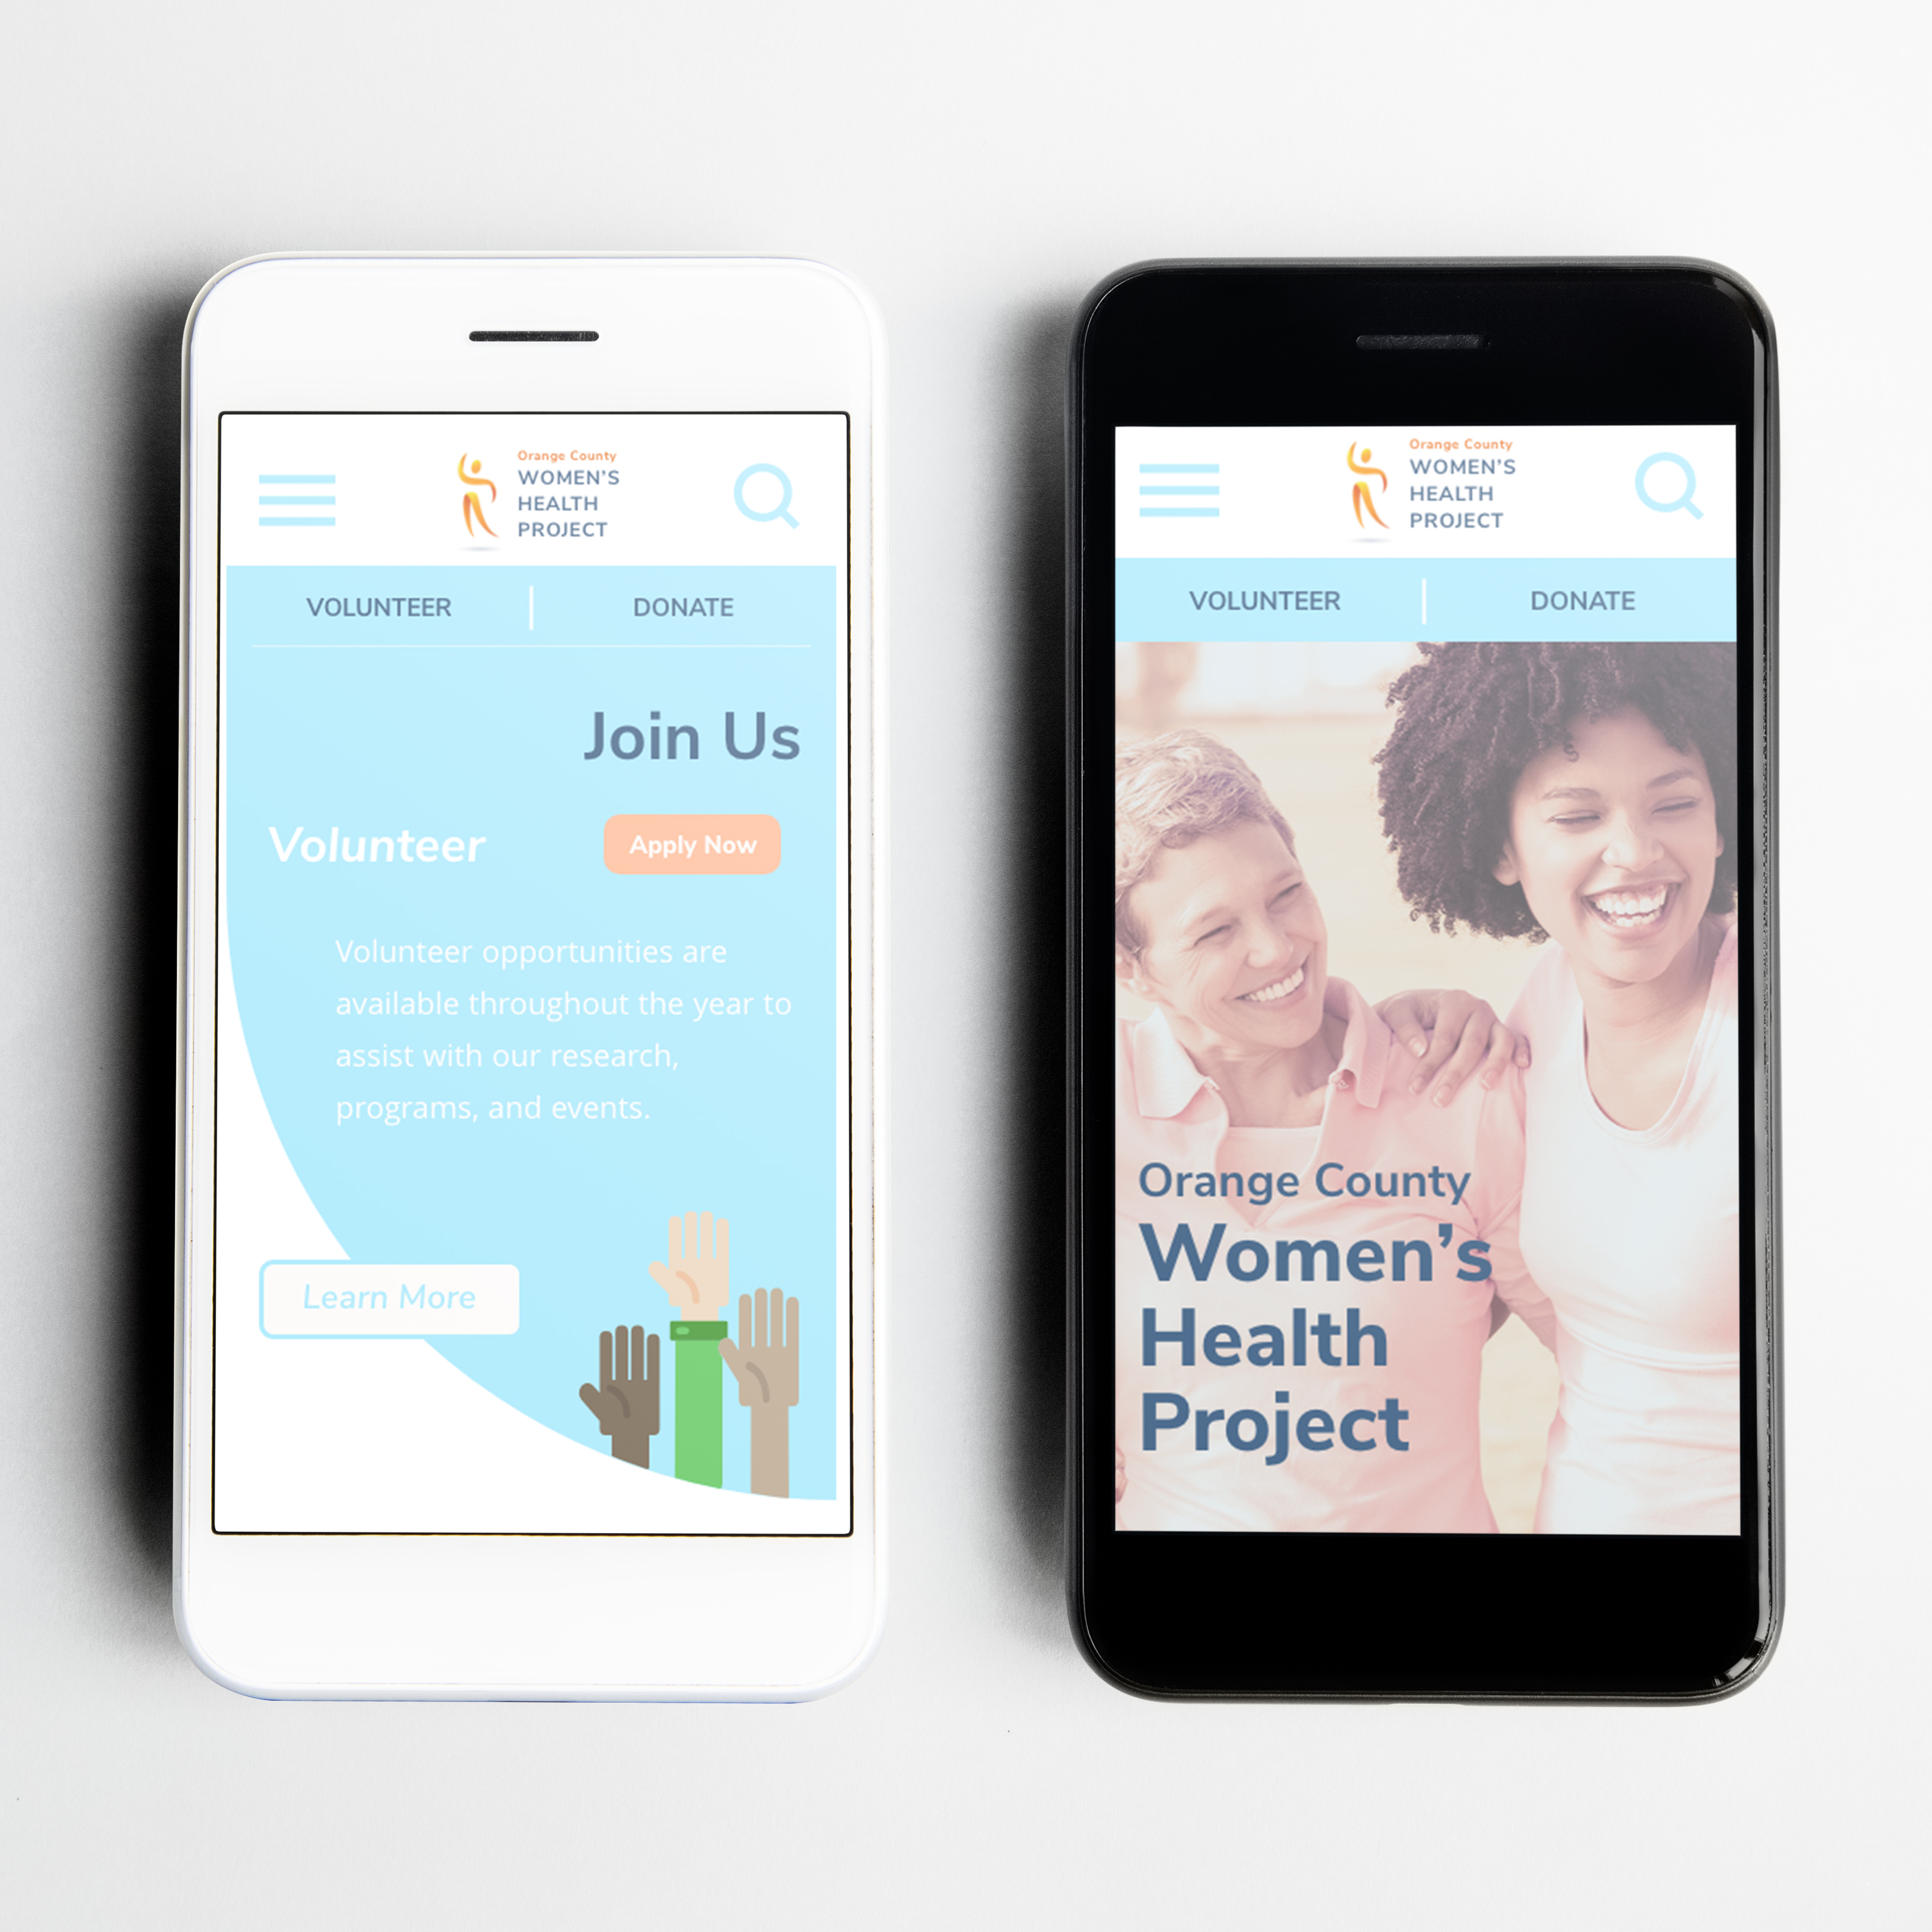 Orange County
WOMEN'S
HEALTH
PROJECT
VOLUNTEER
DONATE
Join Us
Volunteer
Apply Now
Volunteer opportunities are
available throughout the year to
assist with our research,
programs, and events.
Learn More
Orange County
WOMEN'S
HEALTH
PROJECT
VOLUNTEER
DONATE
Orange County
Women's
Health
Project